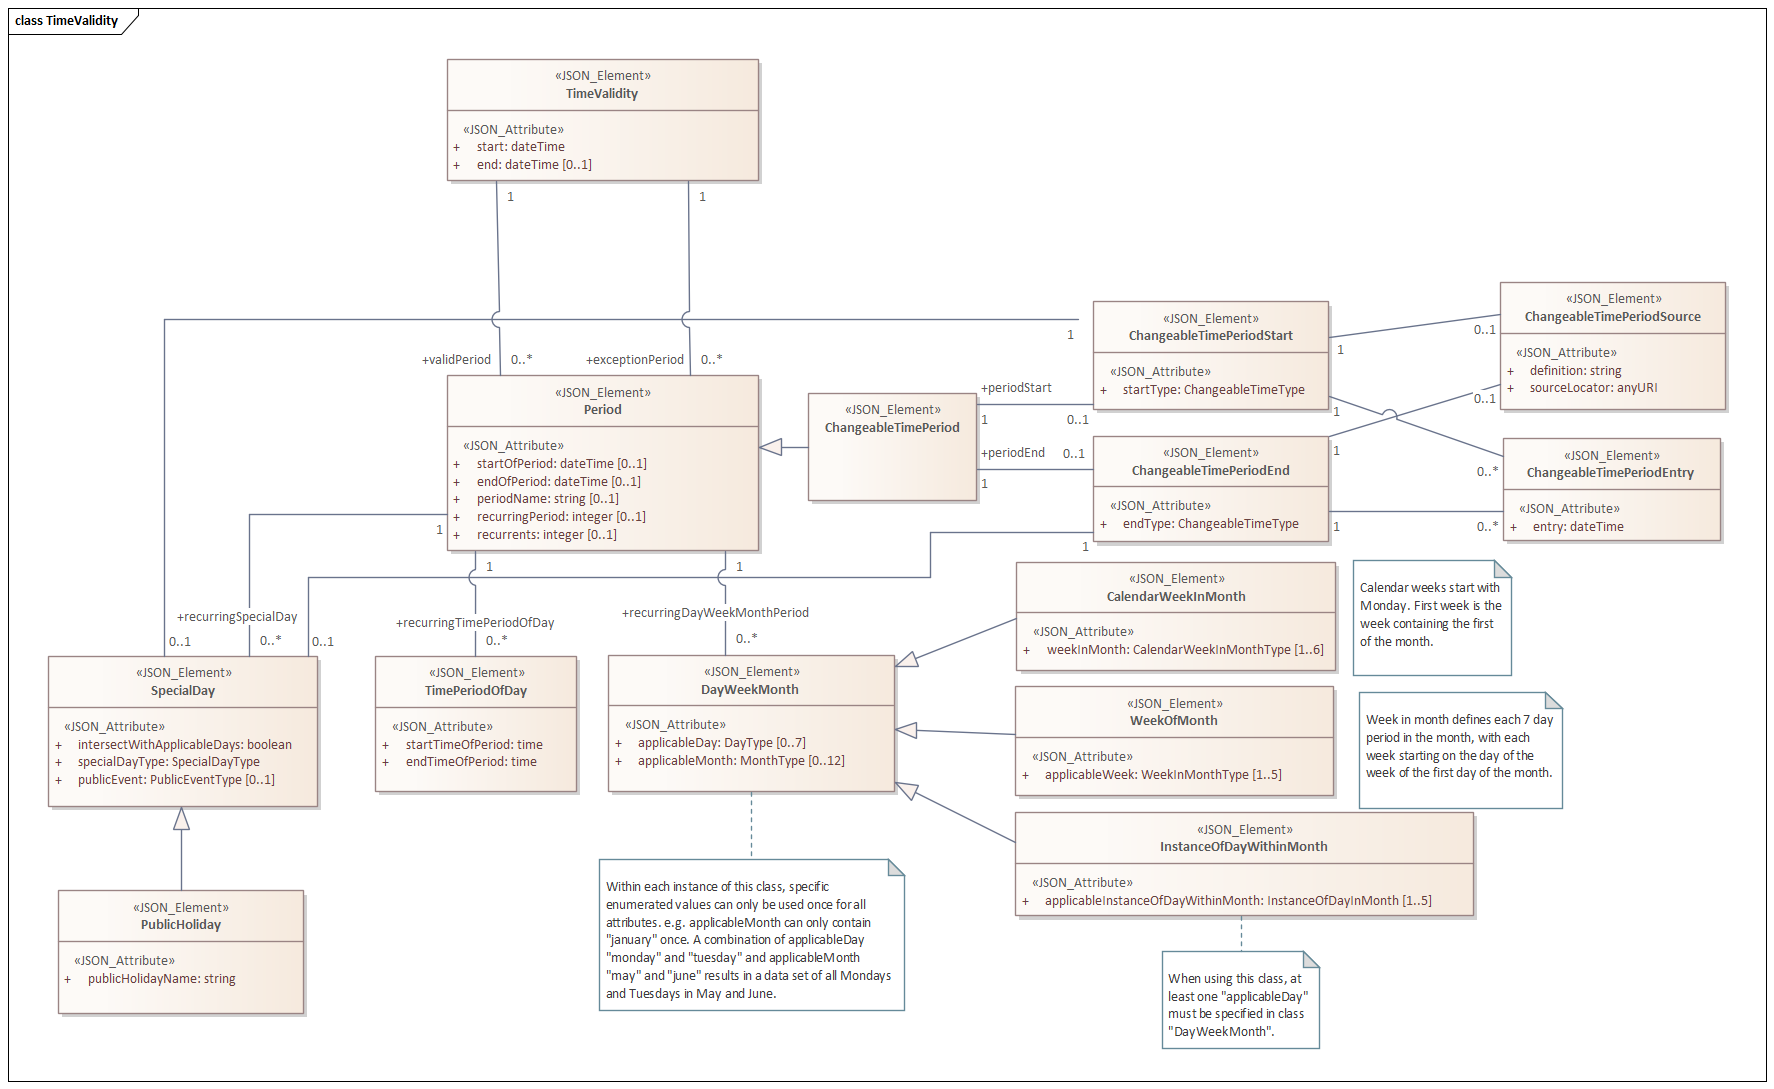 class TimeValidity
«JSON_Element»
TimeValidity
«JSON_Attribute»
+ start: dateTime
+ end: dateTime [0..1]
1
1
+validPeriod
0..*
+exceptionPeriod
0..*
«JSON_Element»
Period
«JSON_Attribute»
+ startOfPeriod: dateTime [0..1]
+ endOfPeriod: dateTime [0..1]
+ periodName: string [0..1]
+ recurringPeriod: integer [0..1]
+ recurrents: integer [0..1]
1
1
1
«JSON_Element»
ChangeableTimePeriod
+periodStart
1
0..1
+periodEnd
0..1
1
1
«JSON_Element»
ChangeableTimePeriodStart
«JSON_Attribute»
+ startType: ChangeableTimeType
1
1
«JSON_Element»
ChangeableTimePeriodEnd
«JSON_Attribute»
+ endType: ChangeableTimeType
1
1
1
0..1
0..1
«JSON_Element»
ChangeableTimePeriodSource
«JSON_Attribute»
+ definition: string
+ sourceLocator: anyURI
0..*
0..*
«JSON_Element»
ChangeableTimePeriodEntry
«JSON_Attribute»
+ entry: dateTime
+recurringSpecialDay
0..1
0..*
0..1
+recurringTimePeriodOfDay
0..*
+recurringDayWeekMonthPeriod
0..*
«JSON_Element»
SpecialDay
«JSON_Attribute»
+ intersectWithApplicableDays: boolean
+ specialDayType: SpecialDayType
+ publicEvent: PublicEventType [0..1]
«JSON_Element»
TimePeriodOfDay
«JSON_Attribute»
+ startTimeOfPeriod: time
+ endTimeOfPeriod: time
«JSON_Element»
DayWeekMonth
«JSON_Attribute»
+ applicableDay: DayType [0..7]
+ applicableMonth: MonthType [0..12]
«JSON_Element»
CalendarWeekInMonth
«JSON_Attribute»
+ weekInMonth: CalendarWeekInMonthType [1..6]
Calendar weeks start with
Monday. First week is the
week containing the first
of the month.
«JSON_Element»
WeekOfMonth
«JSON_Attribute»
+ applicableWeek: WeekInMonthType [1..5]
Week in month defines each 7 day
period in the month, with each
week starting on the day of the
week of the first day of the month.
«JSON_Element»
InstanceOfDayWithinMonth
«JSON_Attribute»
+ applicableInstanceOfDayWithinMonth: InstanceOfDayInMonth [1..5]
«JSON_Element»
PublicHoliday
«JSON_Attribute»
+ publicHolidayName: string
Within each instance of this class, specific
enumerated values can only be used once for all
attributes. e.g. applicableMonth can only contain
"january" once. A combination of applicableDay
"monday" and "tuesday" and applicableMonth
"may" and "june" results in a data set of all Mondays
and Tuesdays in May and June.
When using this class, at
least one "applicableDay"
must be specified in class
"DayWeekMonth".